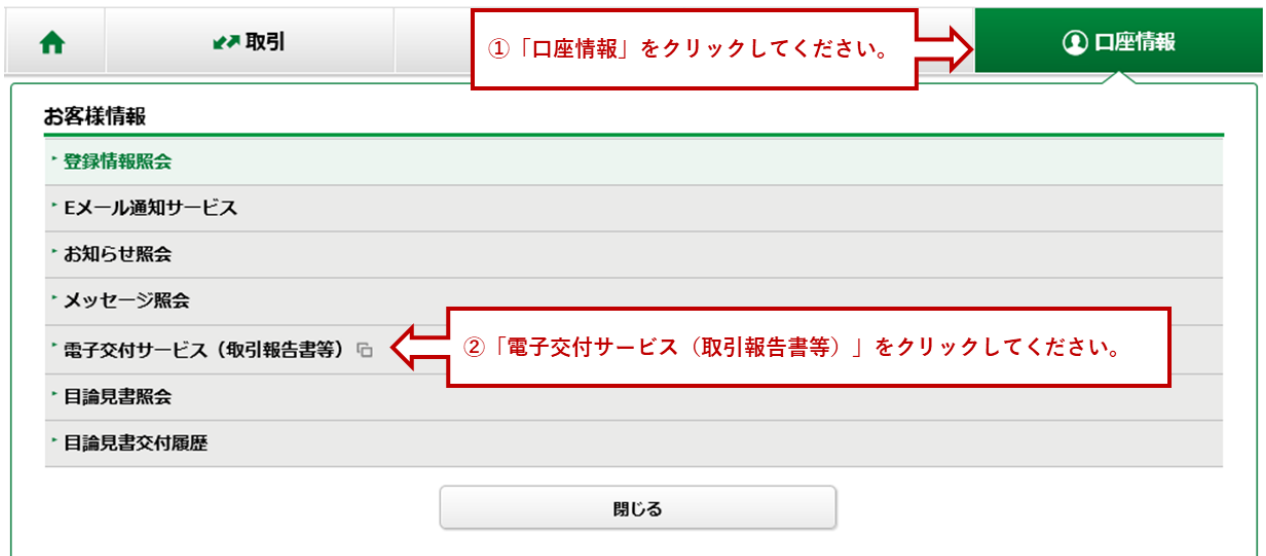 取引
①「口座情報」をクリックしてください。
口座情報
お客様情報
登録情報照会
Eメール通知サービス
お知らせ照会
メッセージ照会
電子交付サービス（取引報告書等）
②「電子交付サービス（取引報告書等）」をクリックしてください。
目論見書照会
目論見書交付履歴
閉じる